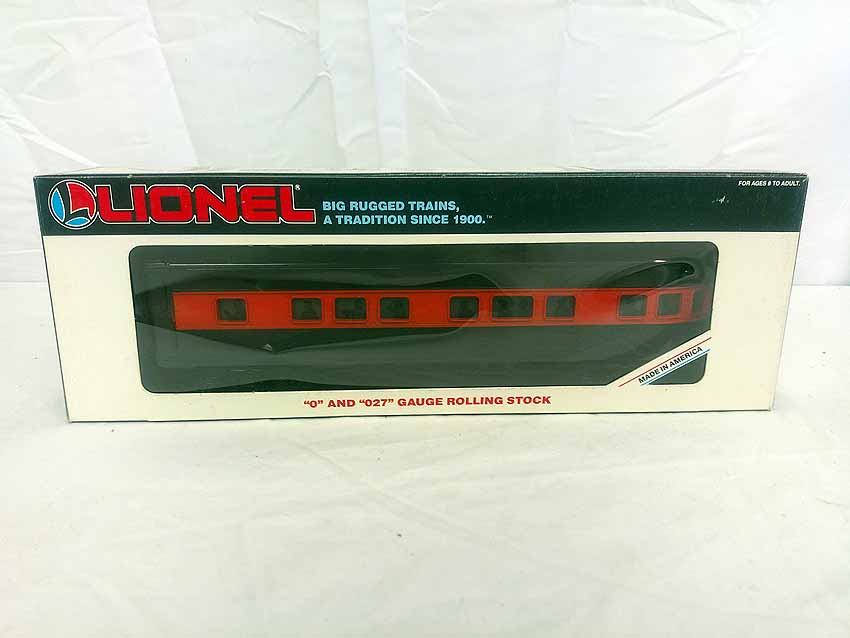 LIONEL®
BIG RUGGED TRAINS,
A TRADITION SINCE 1900.™
FOR AGES 8 TO ADULT.
MADE IN AMERICA
"O" AND "027" GAUGE ROLLING STOCK